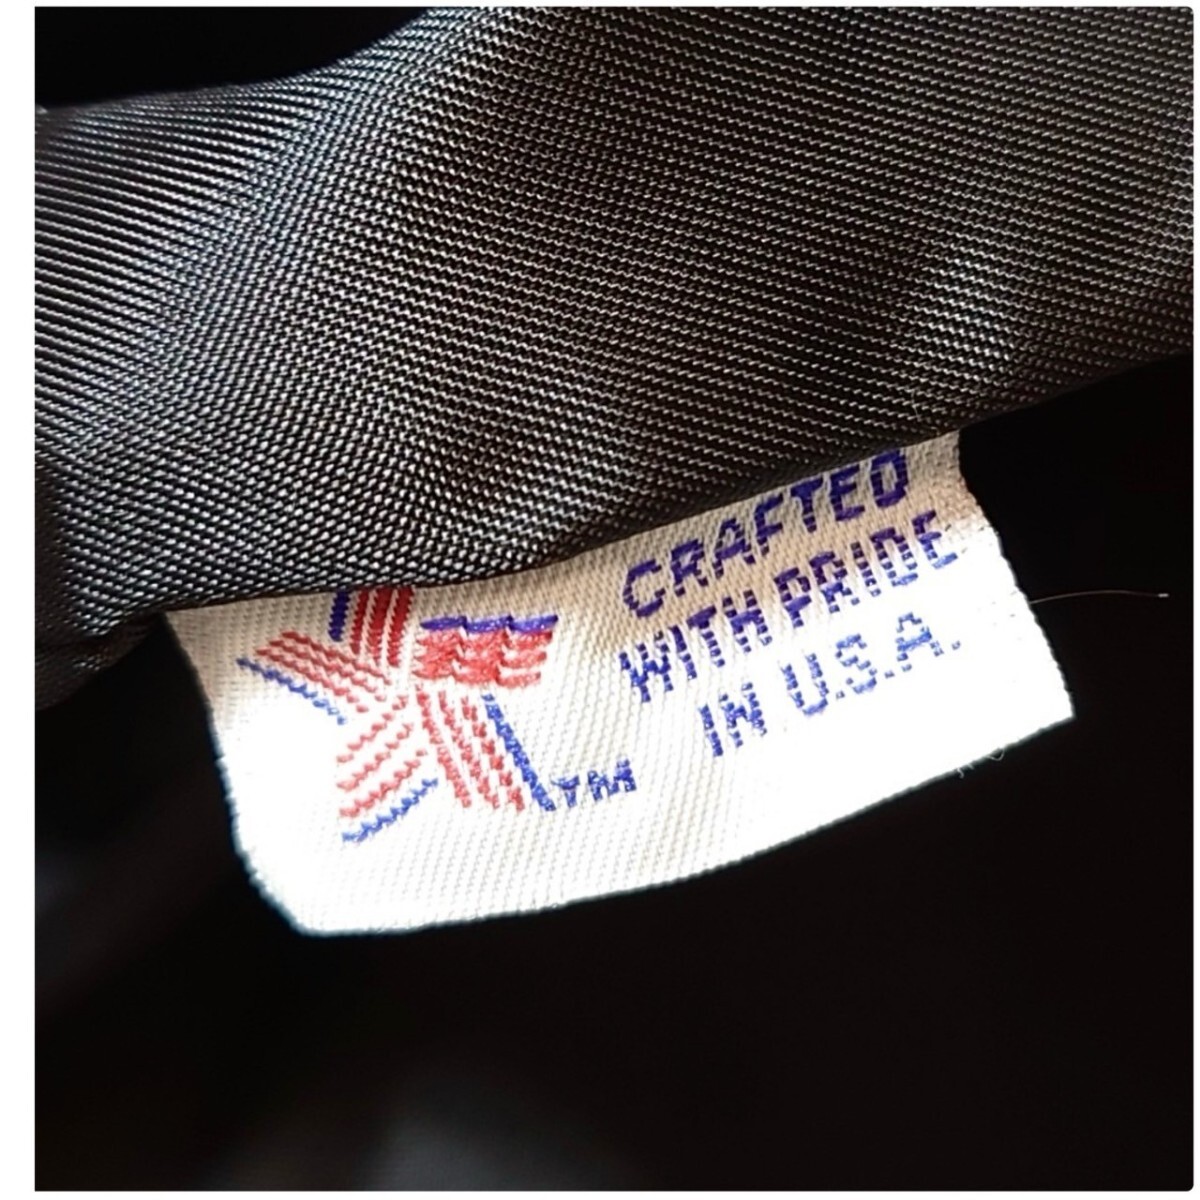 CRAFTED
WITH PRIDE
IN U.S.A.
TM